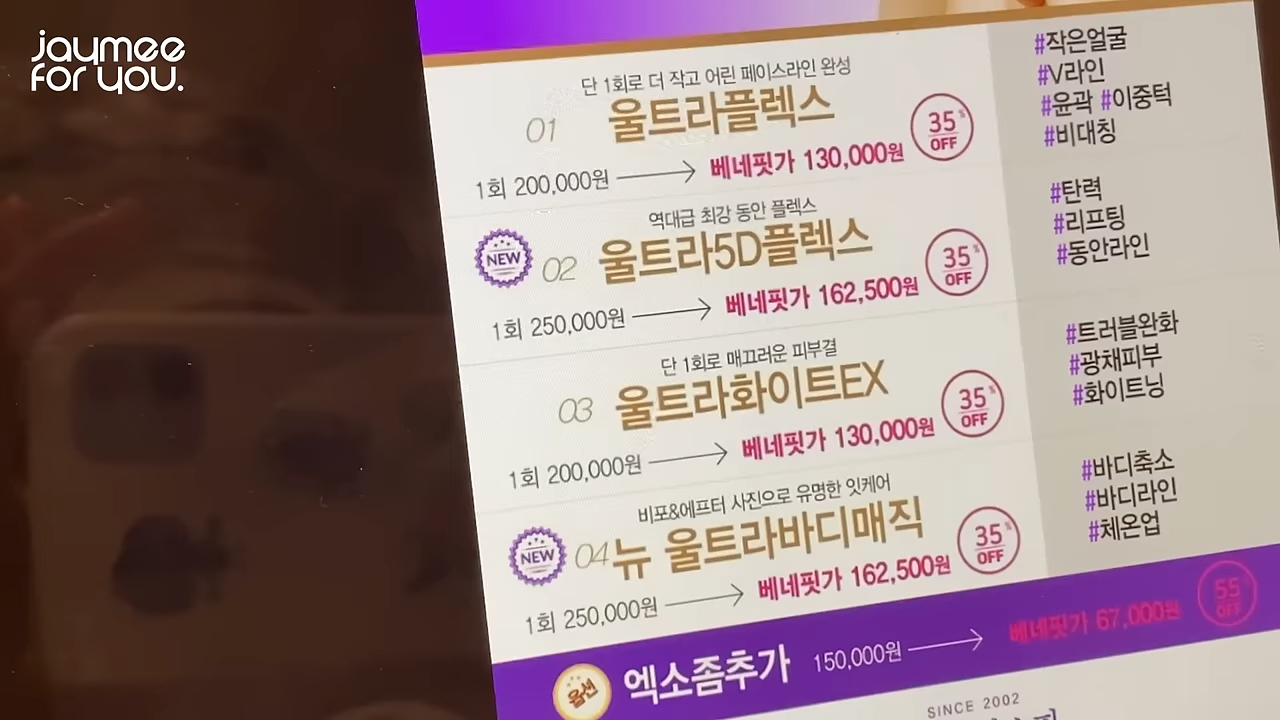 jaymee
for you.
단 1회로 더 작고 어린 페이스라인 완성
01 울트라플렉스
1회 200,000원 → 베네핏가 130,000원
35% OFF
#작은얼굴
#V라인
#윤곽 #이중턱
#비대칭
역대급 최강 동안 플렉스
NEW 02 울트라5D플렉스
1회 250,000원 → 베네핏가 162,500원
35% OFF
#탄력
#리프팅
#동안라인
단 1회로 매끄러운 피부결
03 울트라화이트EX
1회 200,000원 → 베네핏가 130,000원
35% OFF
#트러블완화
#광채피부
#화이트닝
비포&에프터 사진으로 유명한 잇케어
NEW 04 뉴 울트라바디매직
1회 250,000원 → 베네핏가 162,500원
35% OFF
#바디축소
#바디라인
#체온업
옵션 엑소좀추가 150,000원 → 베네핏가 67,000원
55 OFF
SINCE 2002